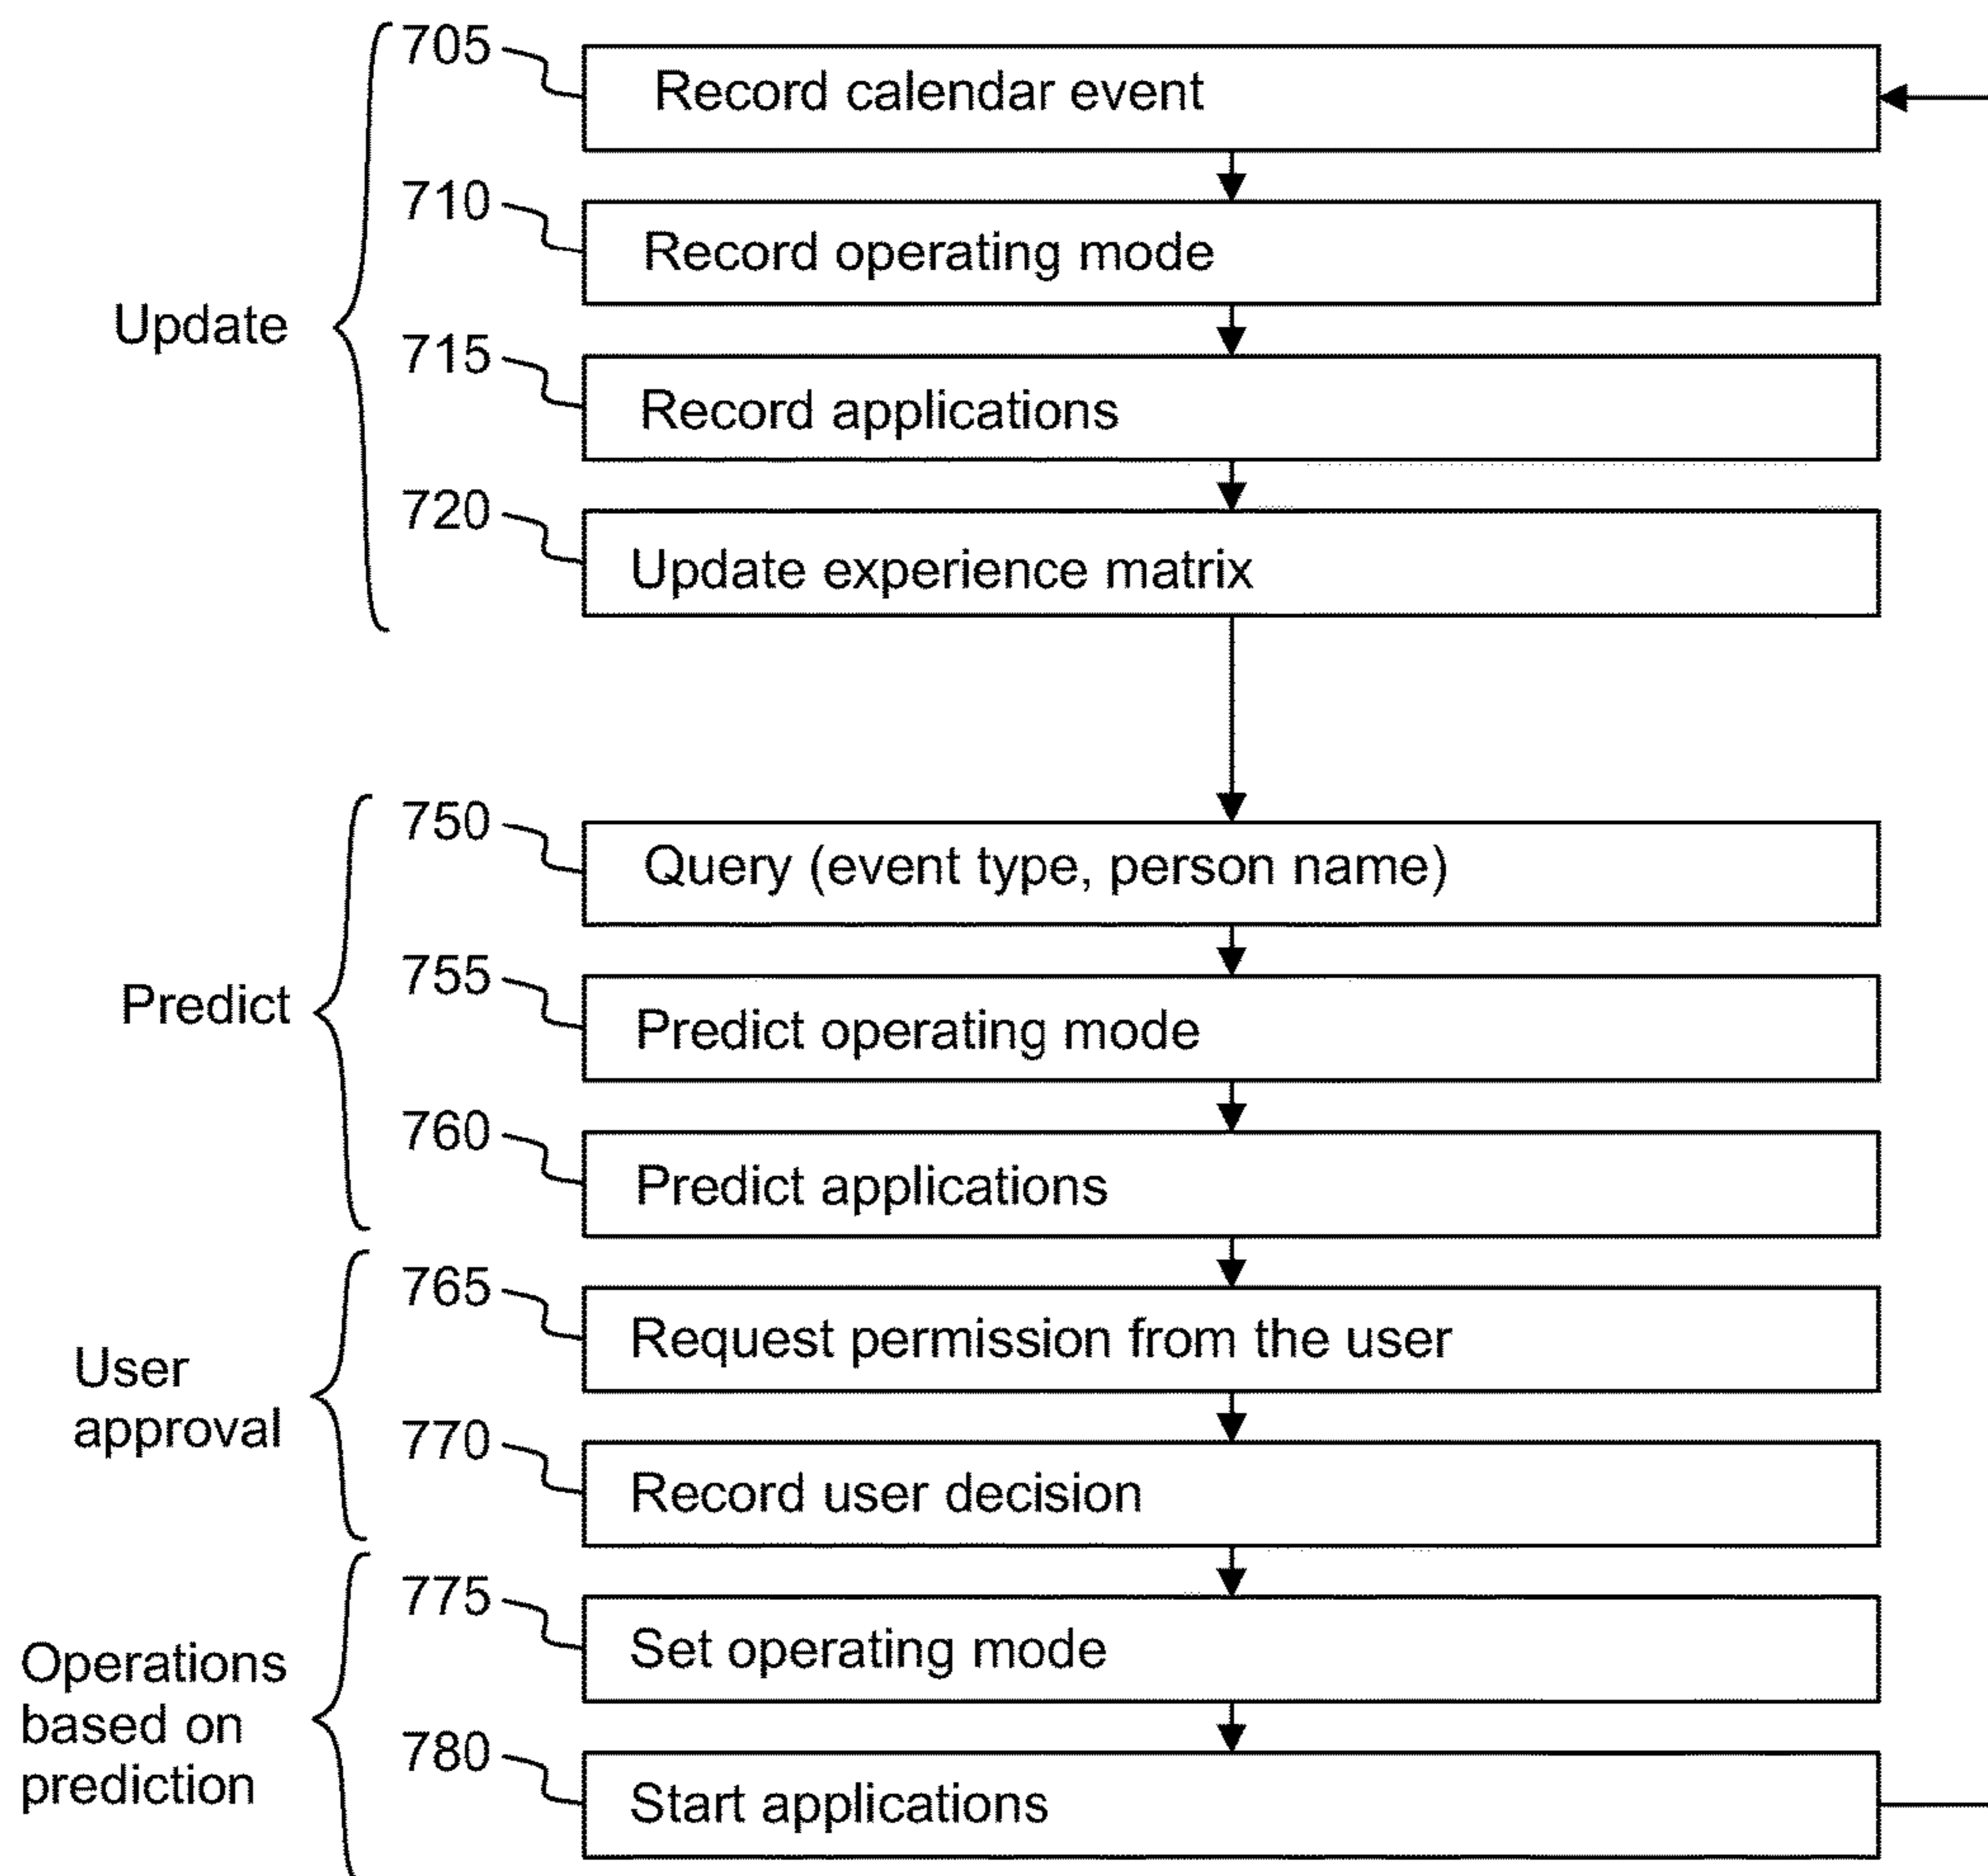 705
Record calendar event
710
Record operating mode
Update
715
Record applications
720
Update experience matrix
750
Query (event type, person name)
Predict
755
Predict operating mode
760
Predict applications
User
approval
765
Request permission from the user
770
Record user decision
Operations
based on
prediction
775
Set operating mode
780
Start applications